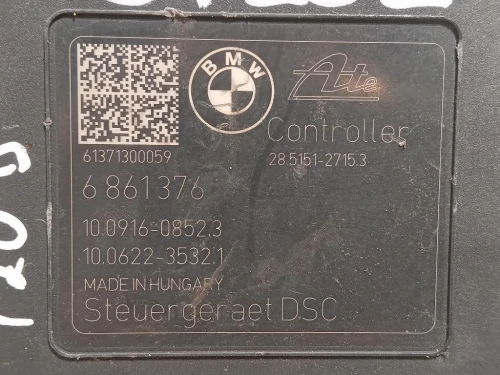 BMW
Ate
Controller
61371300059
28.5151-2715.3
6 861 376
10.0916-0852.3
10.0622-3532.1
MADE IN HUNGARY
Steuergeraet DSC